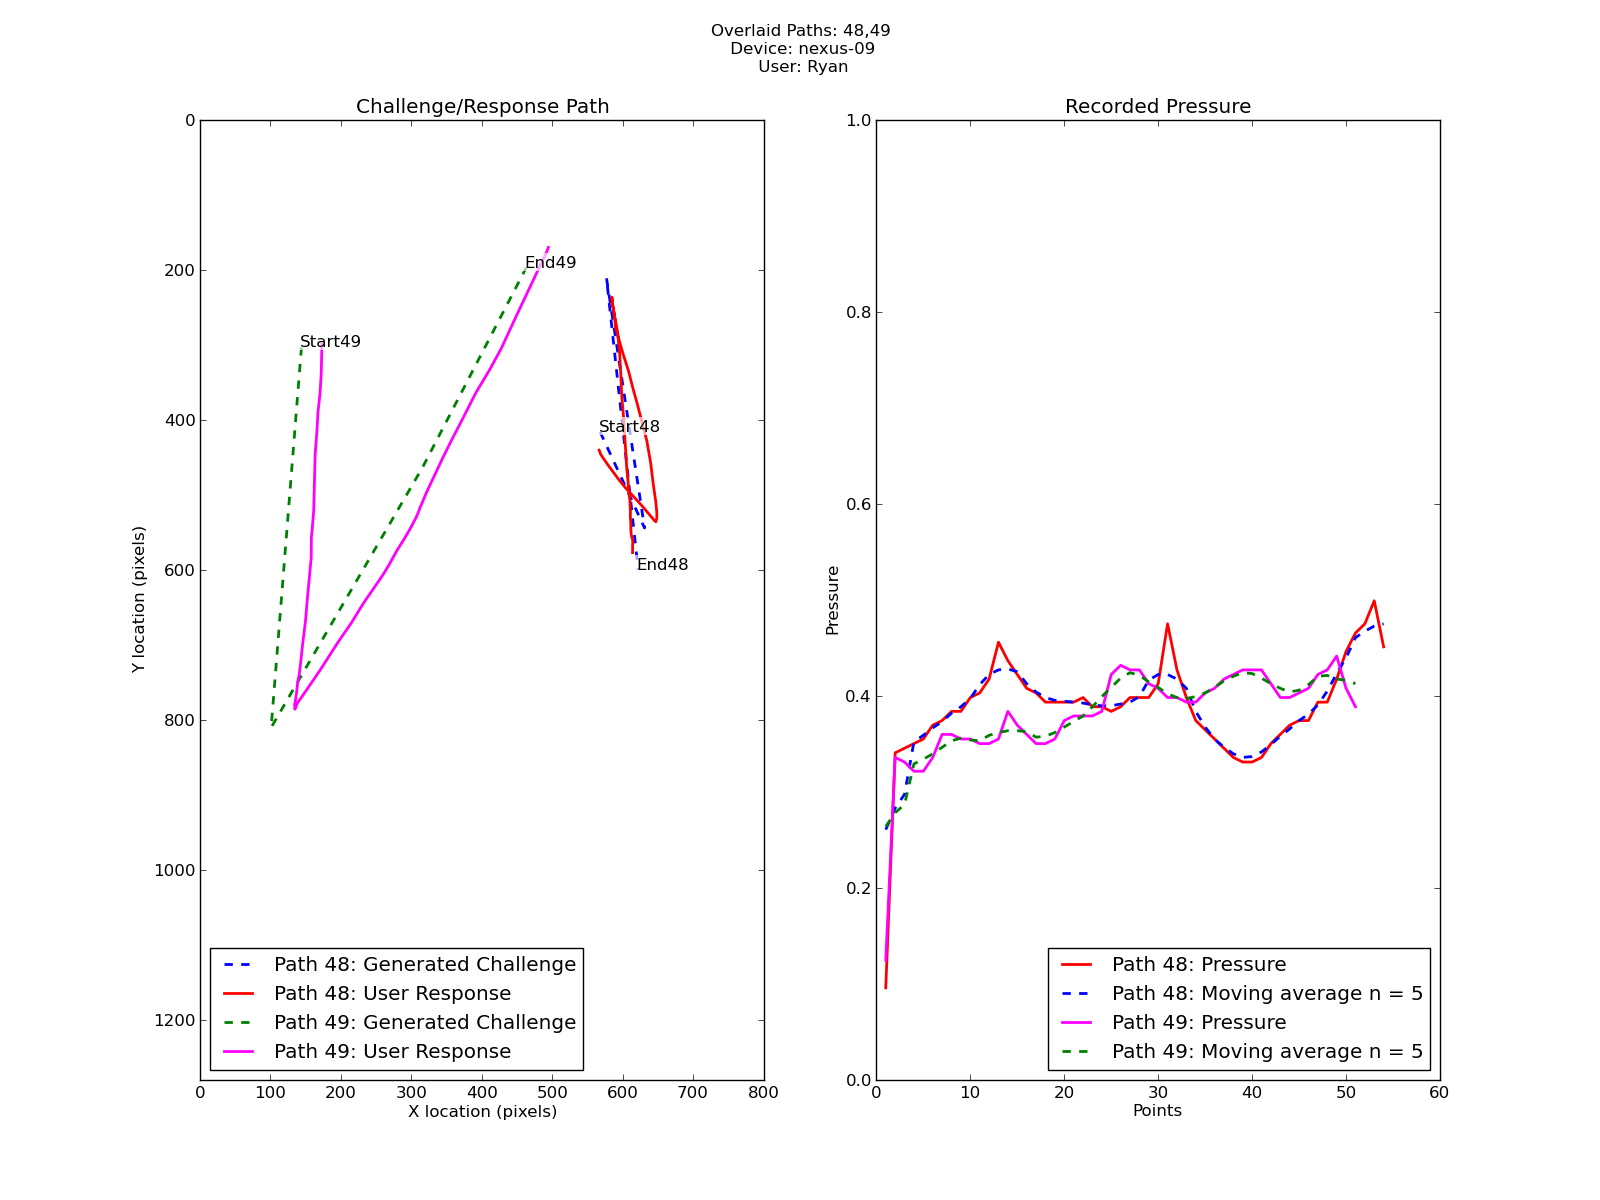 Overlaid Paths: 48,49
Device: nexus-09
User: Ryan
Challenge/Response Path
0
200
400
600
800
1000
1200
Y location (pixels)
End49
Start49
Start48
End48
Path 48: Generated Challenge
Path 48: User Response
Path 49: Generated Challenge
Path 49: User Response
0 100 200 300 400 500 600 700 800
X location (pixels)
Recorded Pressure
1.0
0.8
0.6
0.4
0.2
0.0
Pressure
Path 48: Pressure
Path 48: Moving average n = 5
Path 49: Pressure
Path 49: Moving average n = 5
0 10 20 30 40 50 60
Points